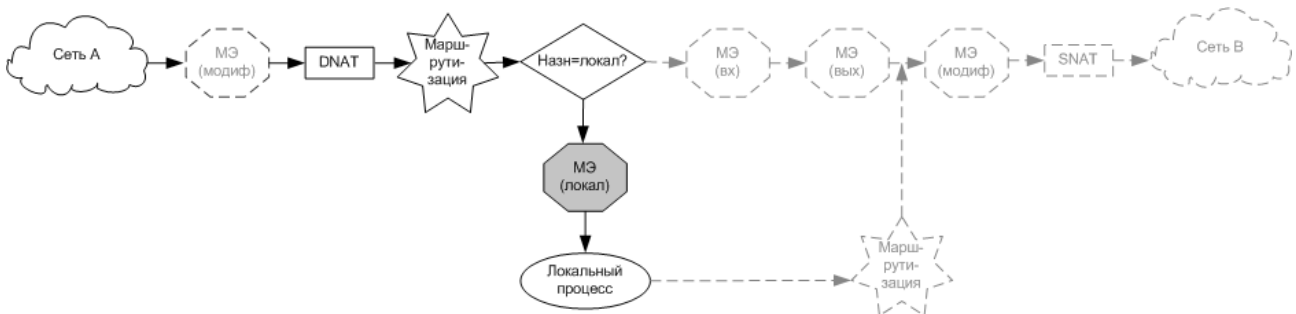 Сеть А
МЭ
(модиф)
DNAT
Марш-
рути-
зация
Назн=локал?
МЭ
(вх)
МЭ
(вых)
МЭ
(модиф)
SNAT
Сеть В
МЭ
(локал)
Локальный
процесс
Марш-
рути-
зация